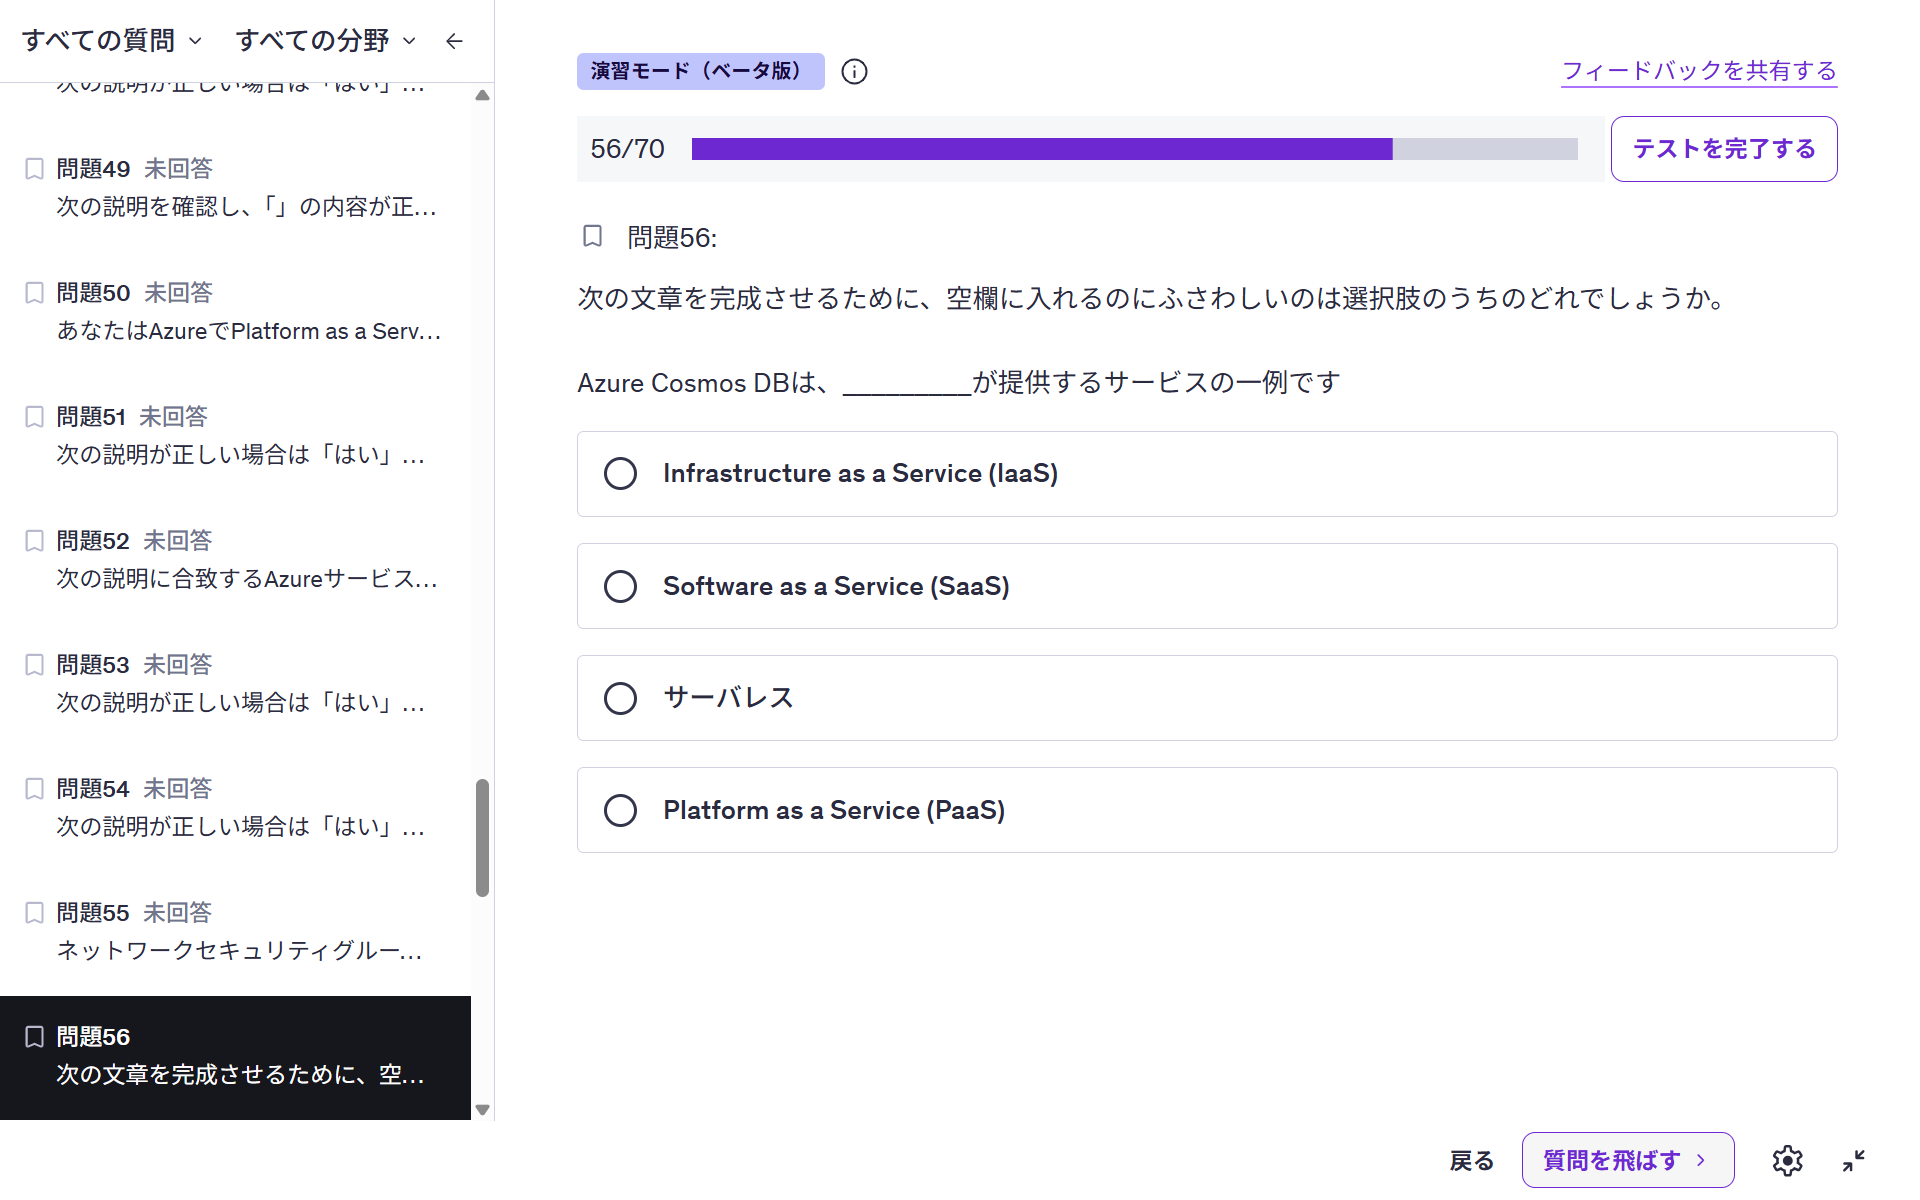 すべての質問 すべての分野
次の説明が正しい場合は「はい」...
問題49 未回答
次の説明を確認し、「」の内容が正...
問題50 未回答
あなたはAzureでPlatform as a Serv...
問題51 未回答
次の説明が正しい場合は「はい」...
問題52 未回答
次の説明に合致するAzureサービス...
問題53 未回答
次の説明が正しい場合は「はい」...
問題54 未回答
次の説明が正しい場合は「はい」...
問題55 未回答
ネットワークセキュリティグルー...
問題56
次の文章を完成させるために、空...
演習モード（ベータ版）
フィードバックを共有する
56/70
テストを完了する
問題56:
次の文章を完成させるために、空欄に入れるのにふさわしいのは選択肢のうちのどれでしょうか。
Azure Cosmos DBは、_________が提供するサービスの一例です
Infrastructure as a Service (IaaS)
Software as a Service (SaaS)
サーバレス
Platform as a Service (PaaS)
戻る 質問を飛ばす